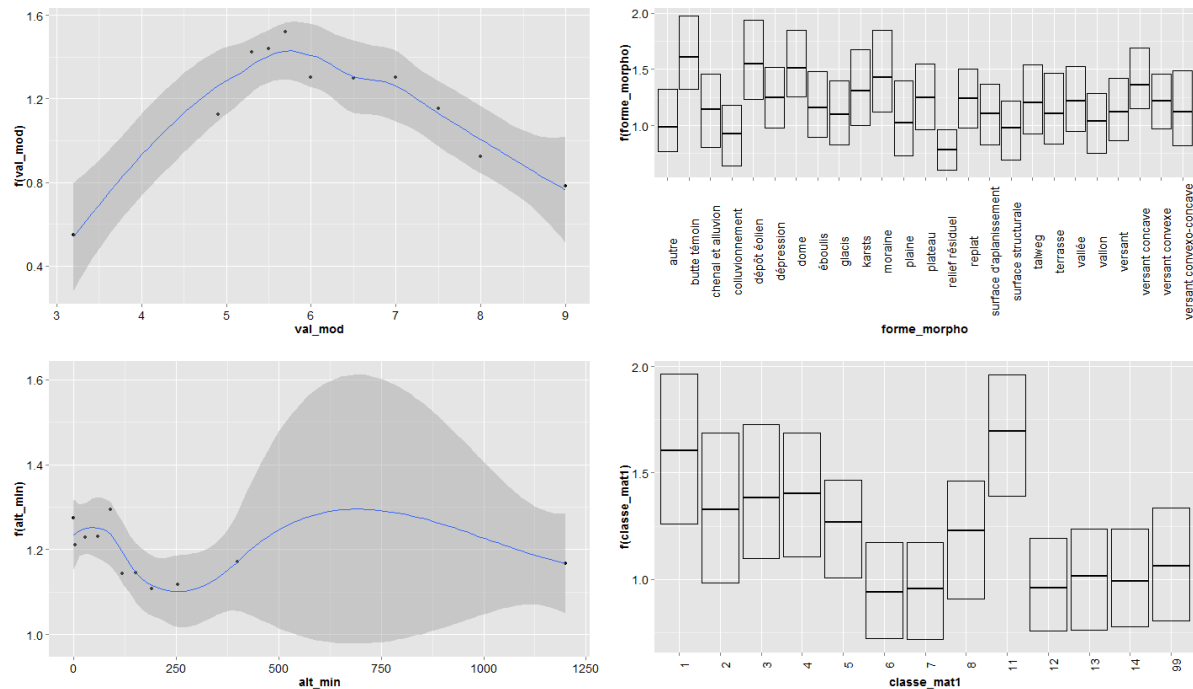 f(val_mod)
1.6
1.2
0.8
0.4
3 4 5 6 7 8 9
val_mod
f(forme_morpho)
2.0
1.5
1.0
autre
butte témoin
chenal et alluvion
colluvionnement
dépôt éolien
dépression
dome
éboulis
glacis
karsts
moraine
plaine
plateau
relief résiduel
replat
surface d'aplanissement
surface structurale
talweg
terrasse
vallée
vallon
versant
versant concave
versant convexe
versant convexo-concave
forme_morpho
f(alt_min)
1.6
1.4
1.2
1.0
0 250 500 750 1000 1250
alt_min
f(classe_mat1)
2.0
1.5
1.0
1 2 3 4 5 6 7 8 11 12 13 14 99
classe_mat1